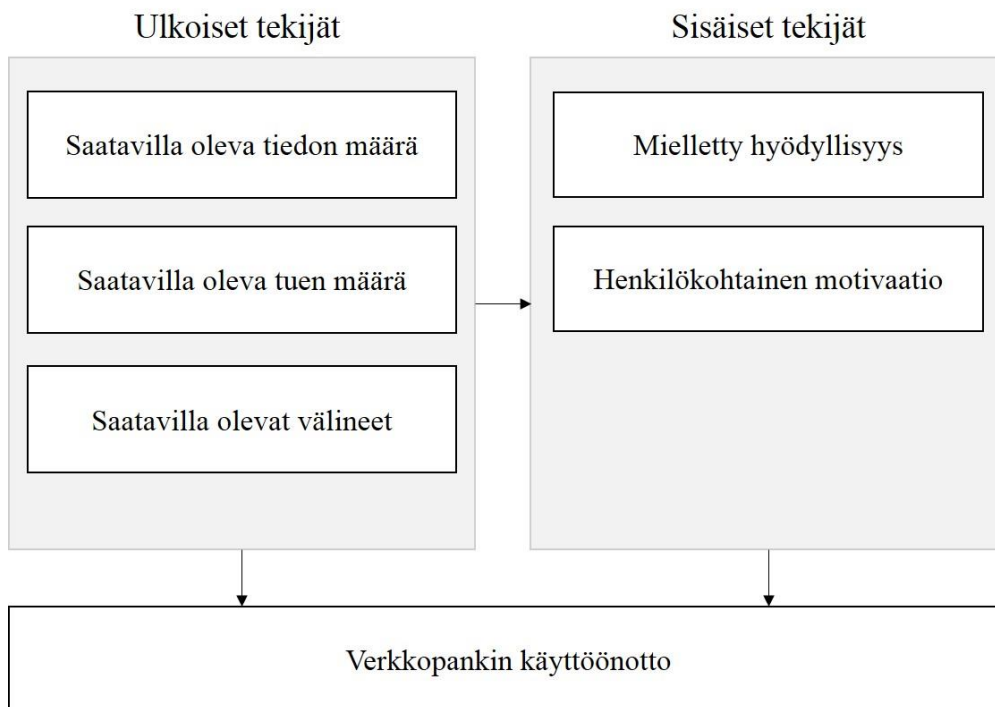 Ulkoiset tekijät
Saatavilla oleva tiedon määrä
Saatavilla oleva tuen määrä
Saatavilla olevat välineet
Sisäiset tekijät
Mielletty hyödyllisyys
Henkilökohtainen motivaatio
Verkkopankin käyttöönotto